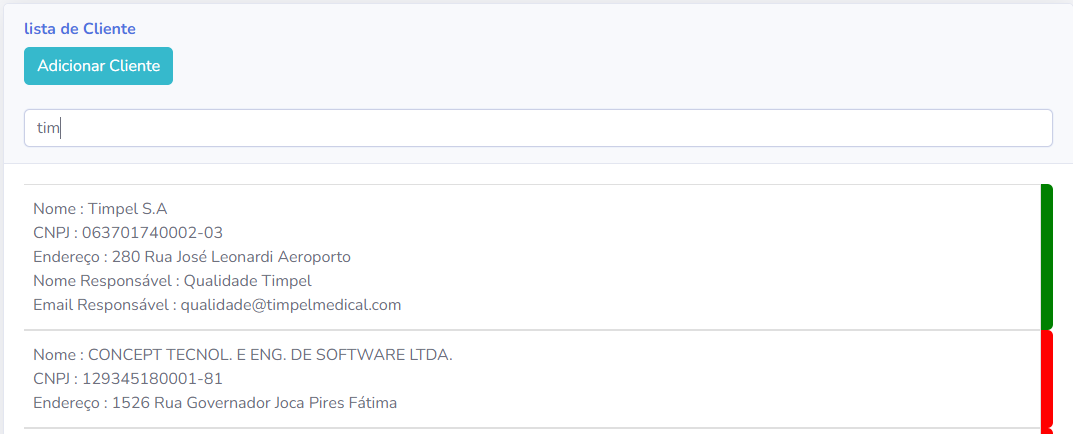 lista de Cliente
Adicionar Cliente
tim
Nome : Timpel S.A
CNPJ : 063701740002-03
Endereço : 280 Rua José Leonardi Aeroporto
Nome Responsável : Qualidade Timpel
Email Responsável : qualidade@timpelmedical.com
Nome : CONCEPT TECNOL. E ENG. DE SOFTWARE LTDA.
CNPJ : 129345180001-81
Endereço : 1526 Rua Governador Joca Pires Fátima